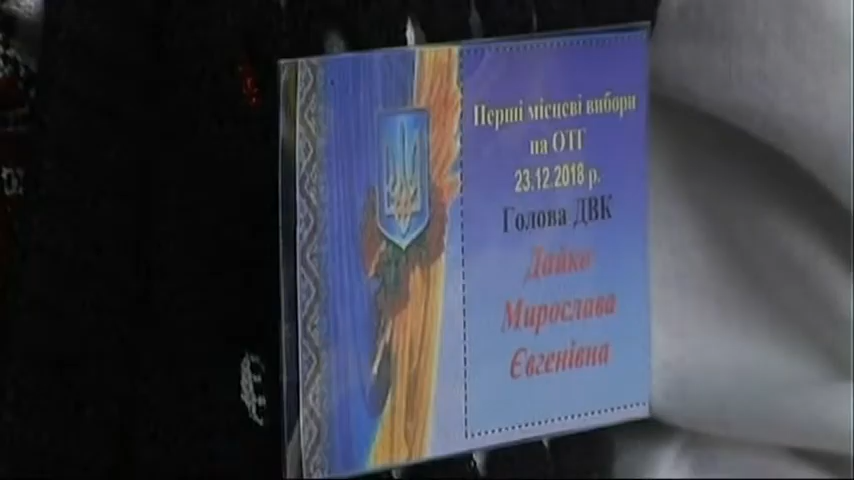 Перші місцеві вибори
на ОТГ
23.12.2018 р.
Голова ДВК
Дайко
Мирослава
Євгенівна